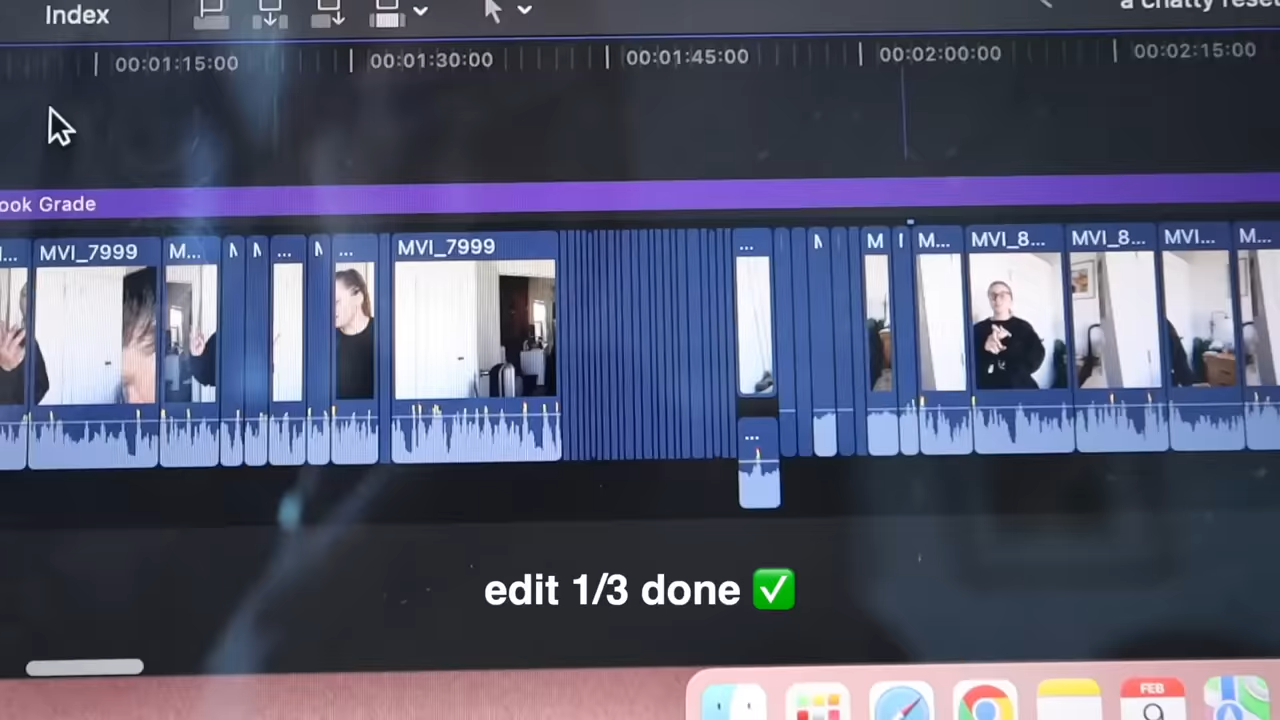 Index
a chatty reset
00:01:15:00 00:01:30:00 00:01:45:00 00:02:00:00 00:02:15:00
ook Grade
... MVI_7999 M... M M ... M ... MVI_7999 ... M M M... MVI_8... MVI_8... MVI... M...
...
edit 1/3 done ✅
FEB